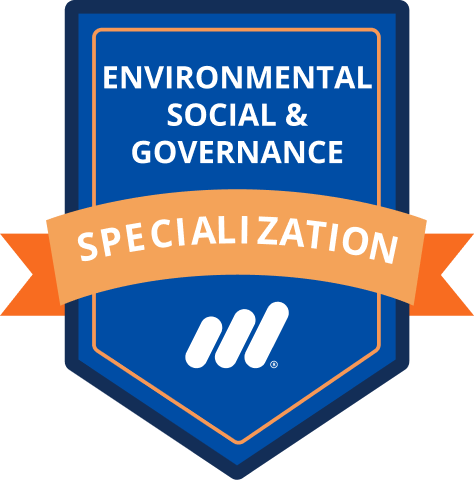 ENVIRONMENTAL
SOCIAL &
GOVERNANCE
SPECIALIZATION
®